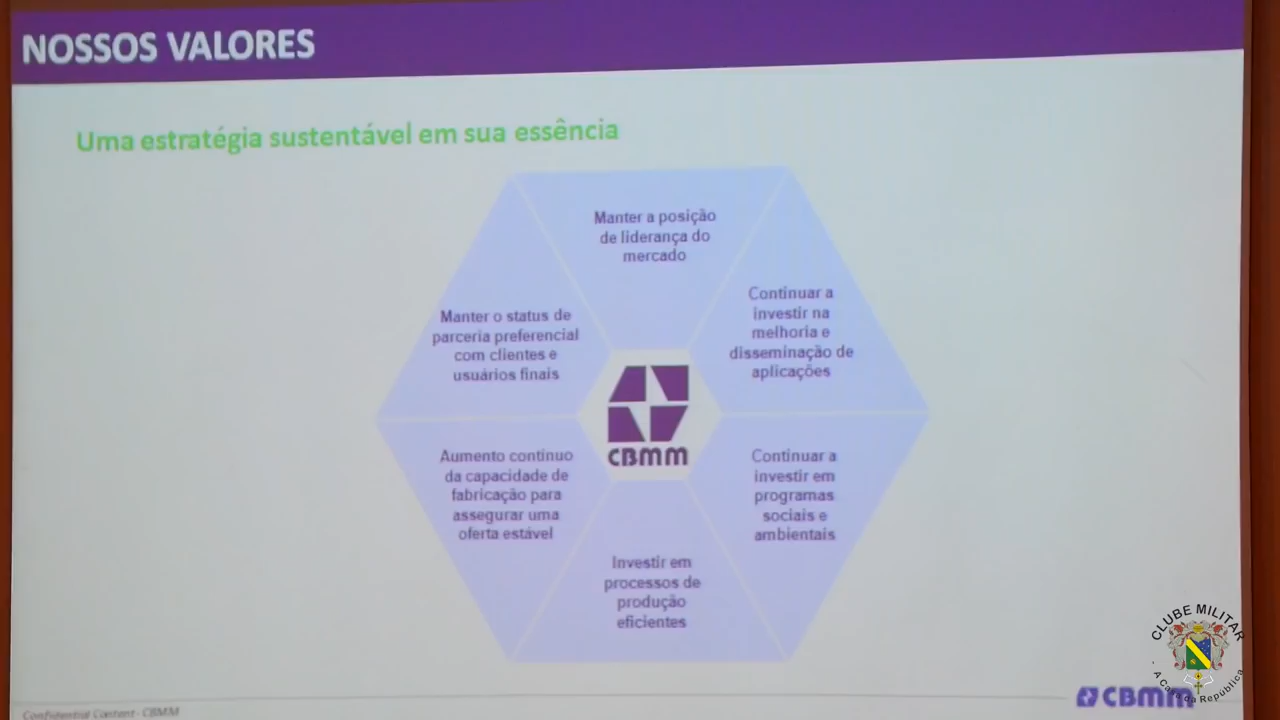 NOSSOS VALORES
Uma estratégia sustentável em sua essência
Manter a posição
de liderança do
mercado
Continuar a
investir na
melhoria e
disseminação de
aplicações
Manter o status de
parceria preferencial
com clientes e
usuários finais
CBMM
Aumento contínuo
da capacidade de
fabricação para
assegurar uma
oferta estável
Continuar a
investir em
programas
sociais e
ambientais
Investir em
processos de
produção
eficientes
CLUBE MILITAR
A Casa da República
CBMM
Confidential Content - CBMM